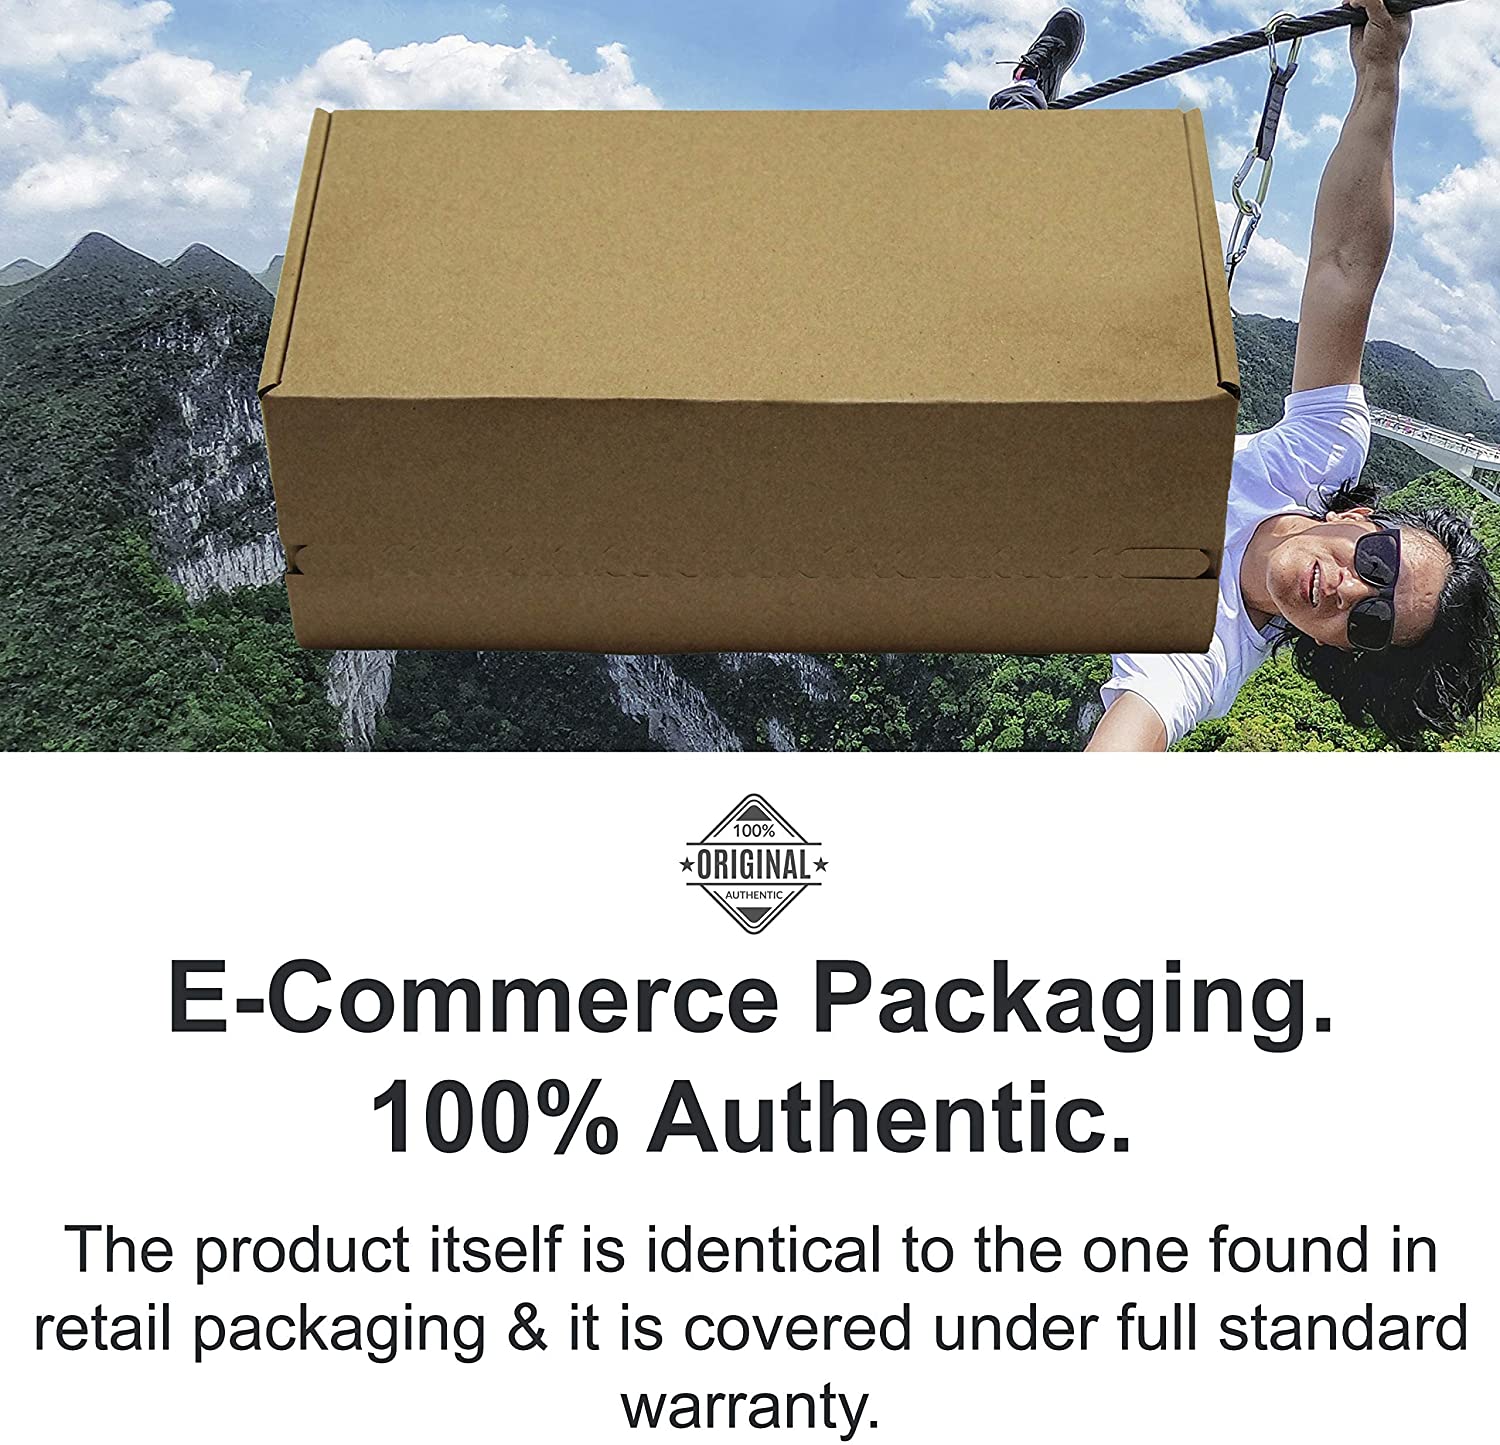 100%
ORIGINAL
AUTHENTIC
E-Commerce Packaging.
100% Authentic.
The product itself is identical to the one found in
retail packaging & it is covered under full standard
warranty.